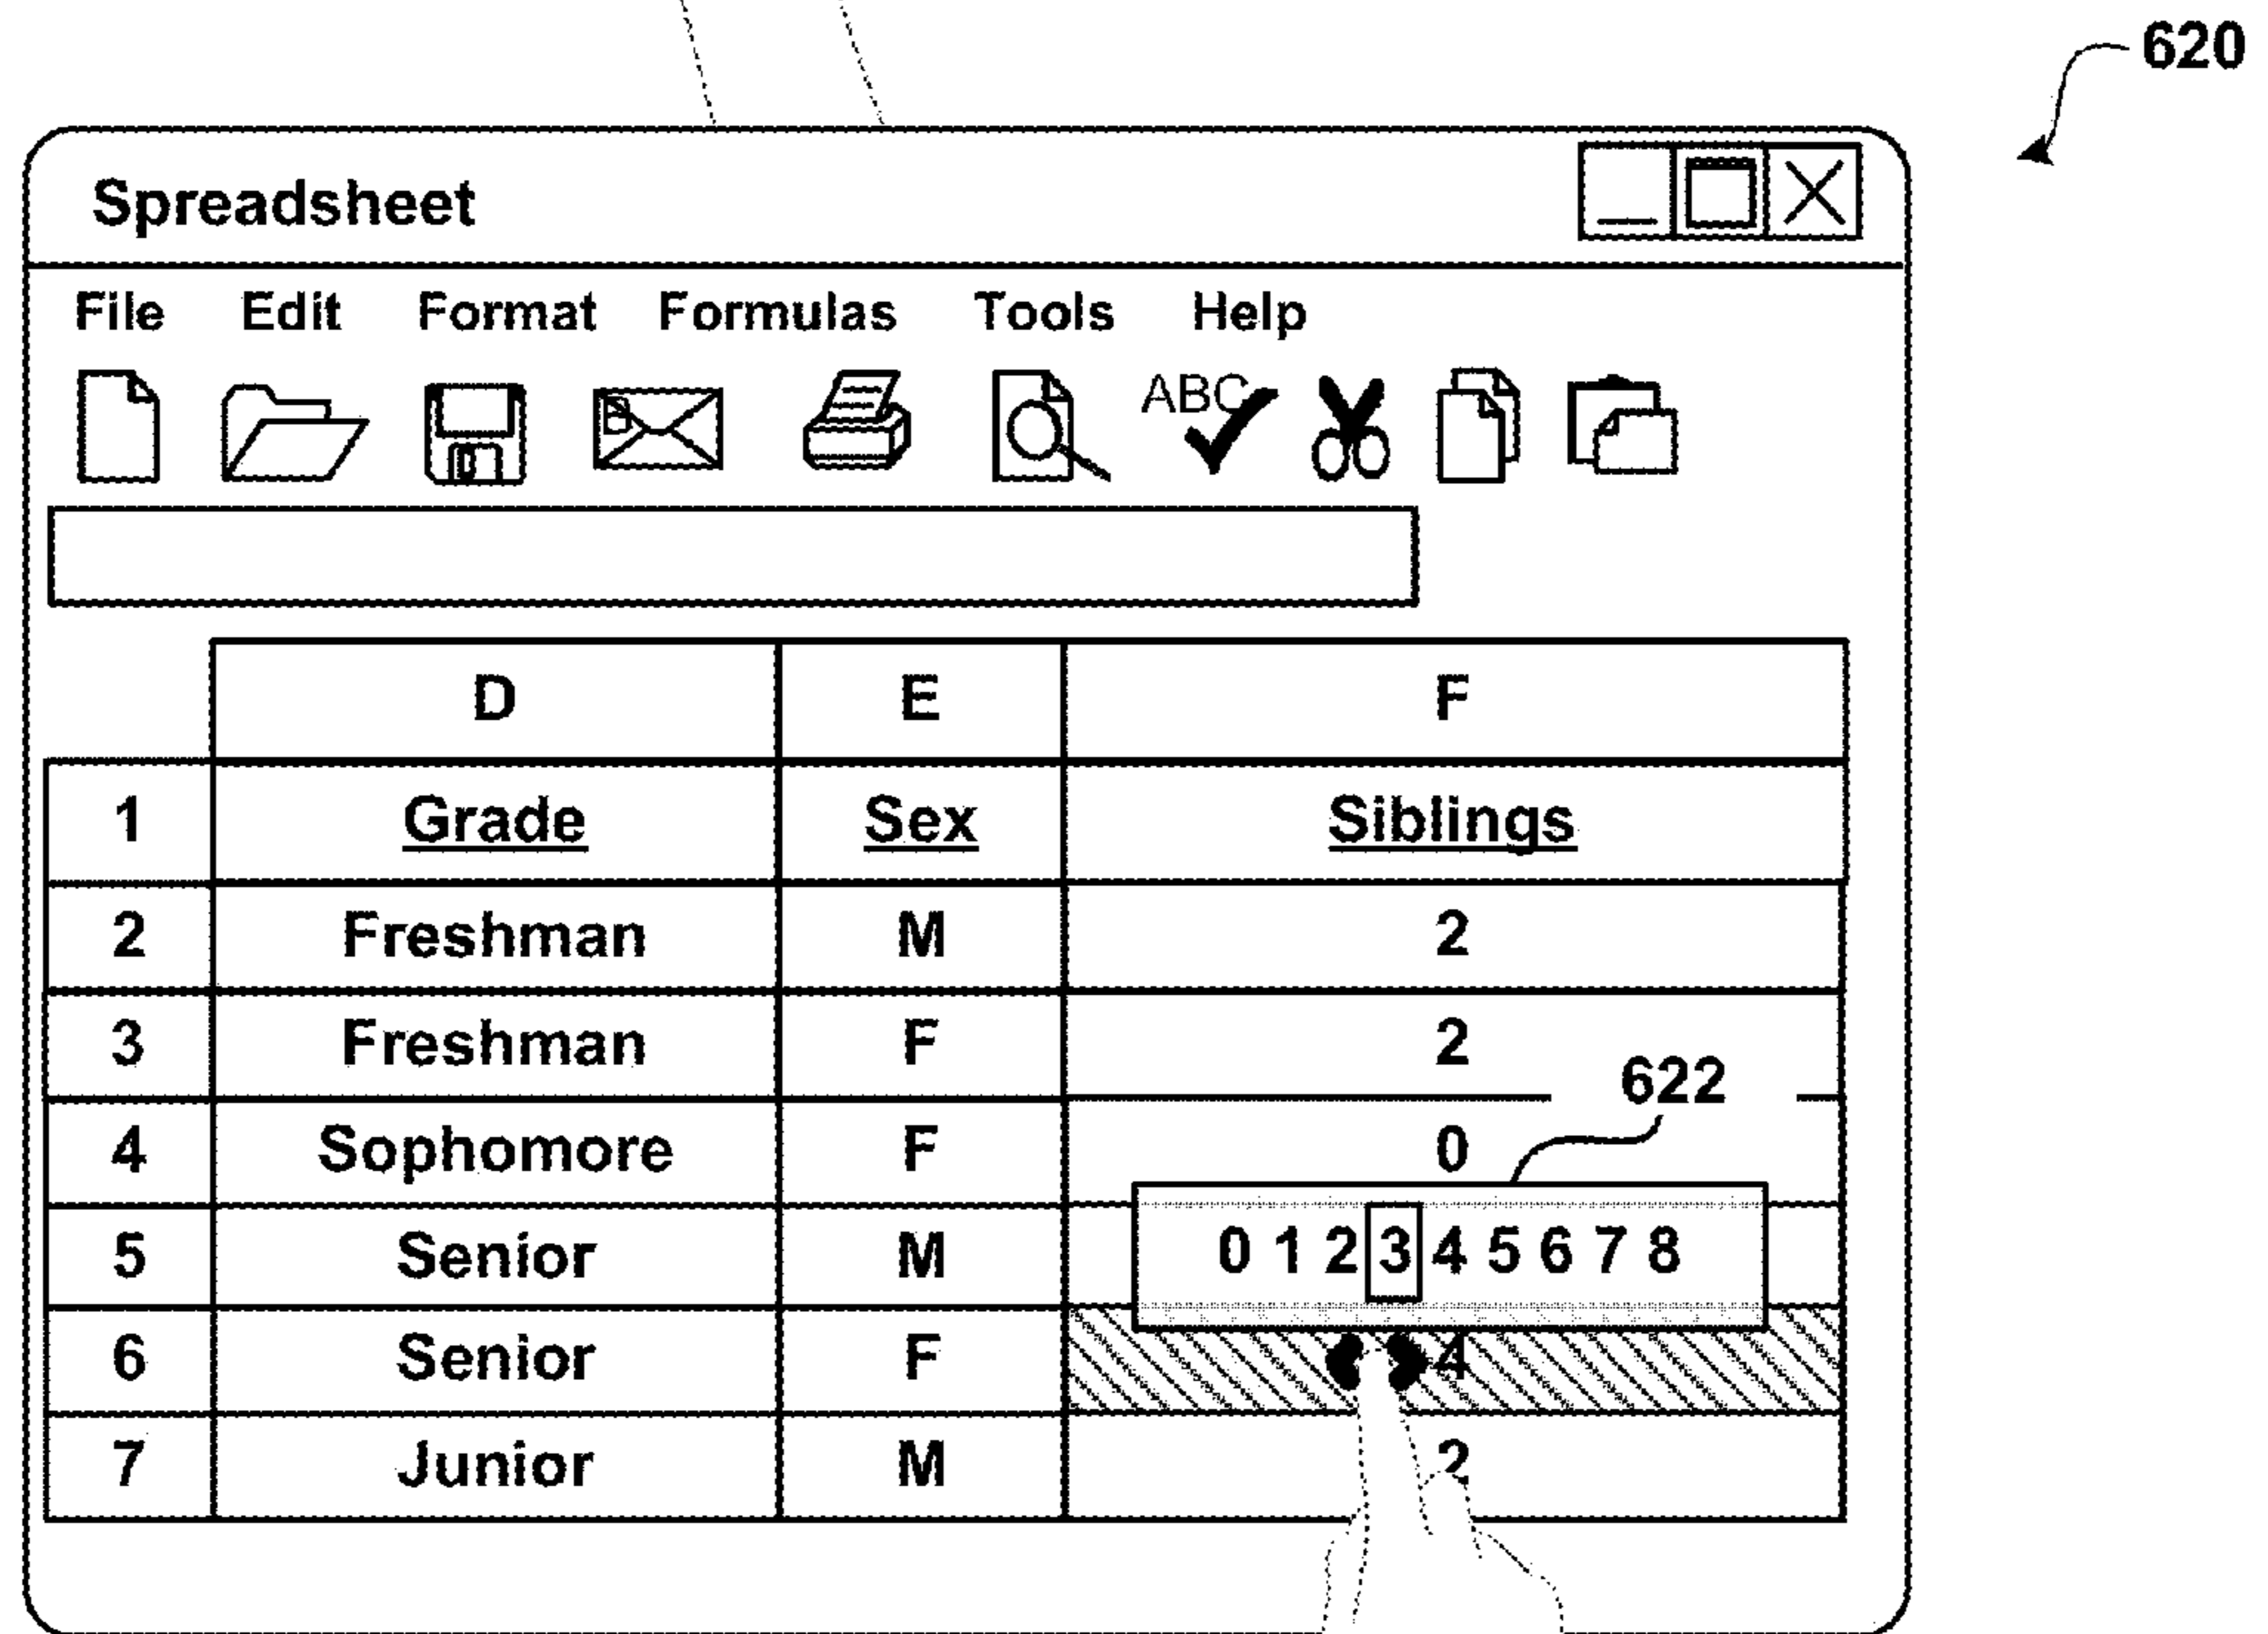 620
Spreadsheet
File Edit Format Formulas Tools Help
ABC
D E F
1 Grade Sex Siblings
2 Freshman M 2
3 Freshman F 2
622
4 Sophomore F 0
5 Senior M 0 1 2 3 4 5 6 7 8
6 Senior F 4
7 Junior M 2